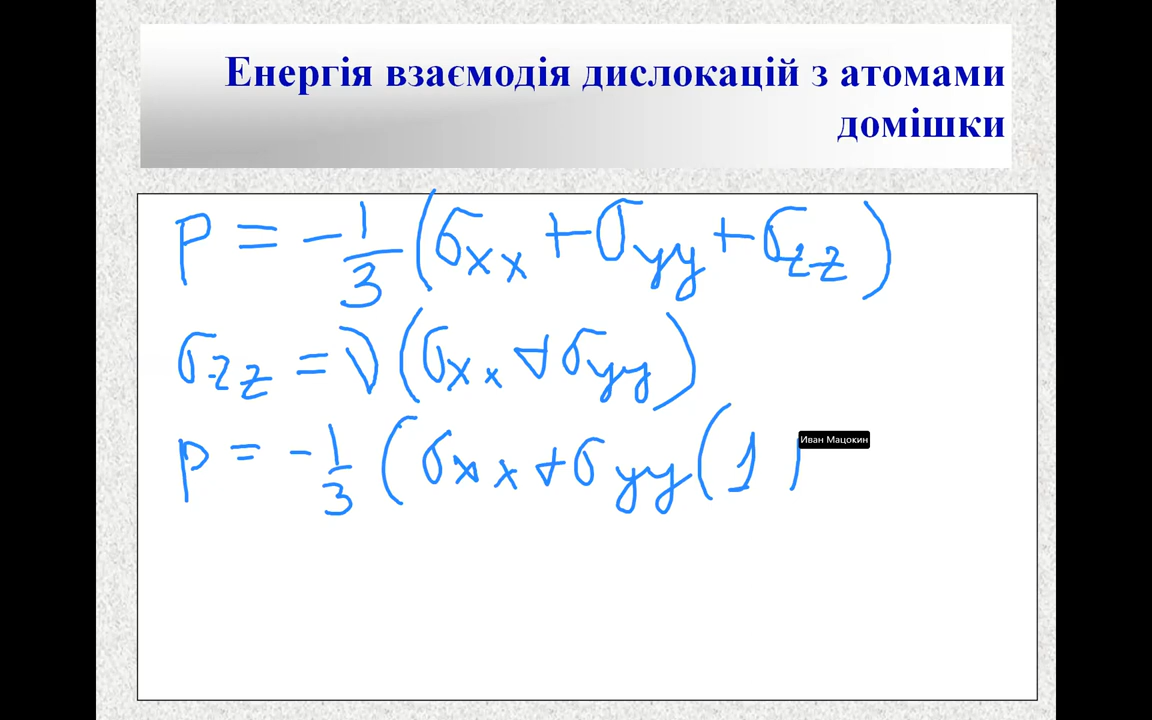 Енергія взаємодія дислокацій з атомами
домішки
P = -1/3 (σxx + σyy + σzz)
σzz = ν (σxx + σyy)
P = -1/3 (σxx + σyy (1
Иван Мацокин